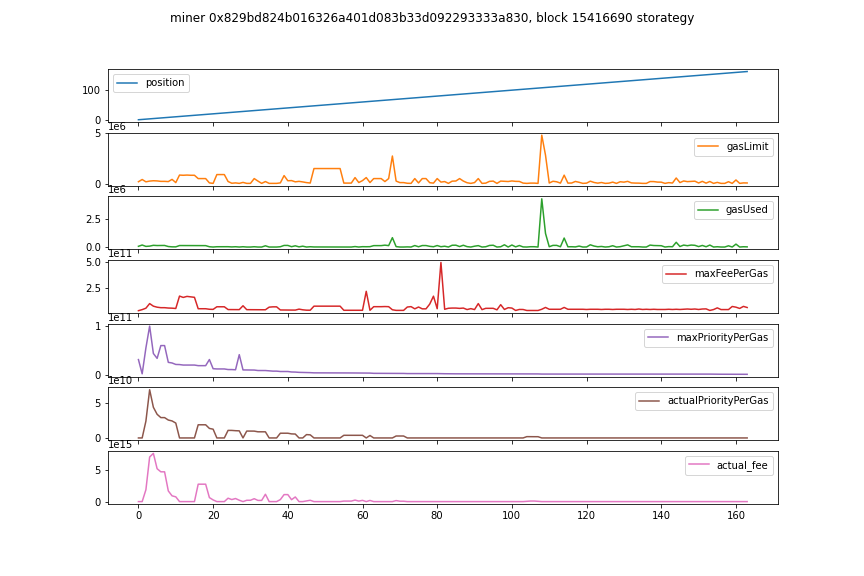 miner 0x829bd824b016326a401d083b33d092293333a830, block 15416690 storategy
100
0
position
1e6
5
0
gasLimit
1e6
2.5
0.0
gasUsed
1e11
5.0
2.5
maxFeePerGas
1e11
1
0
maxPriorityPerGas
1e10
5
0
actualPriorityPerGas
1e15
5
0
actual_fee
0 20 40 60 80 100 120 140 160